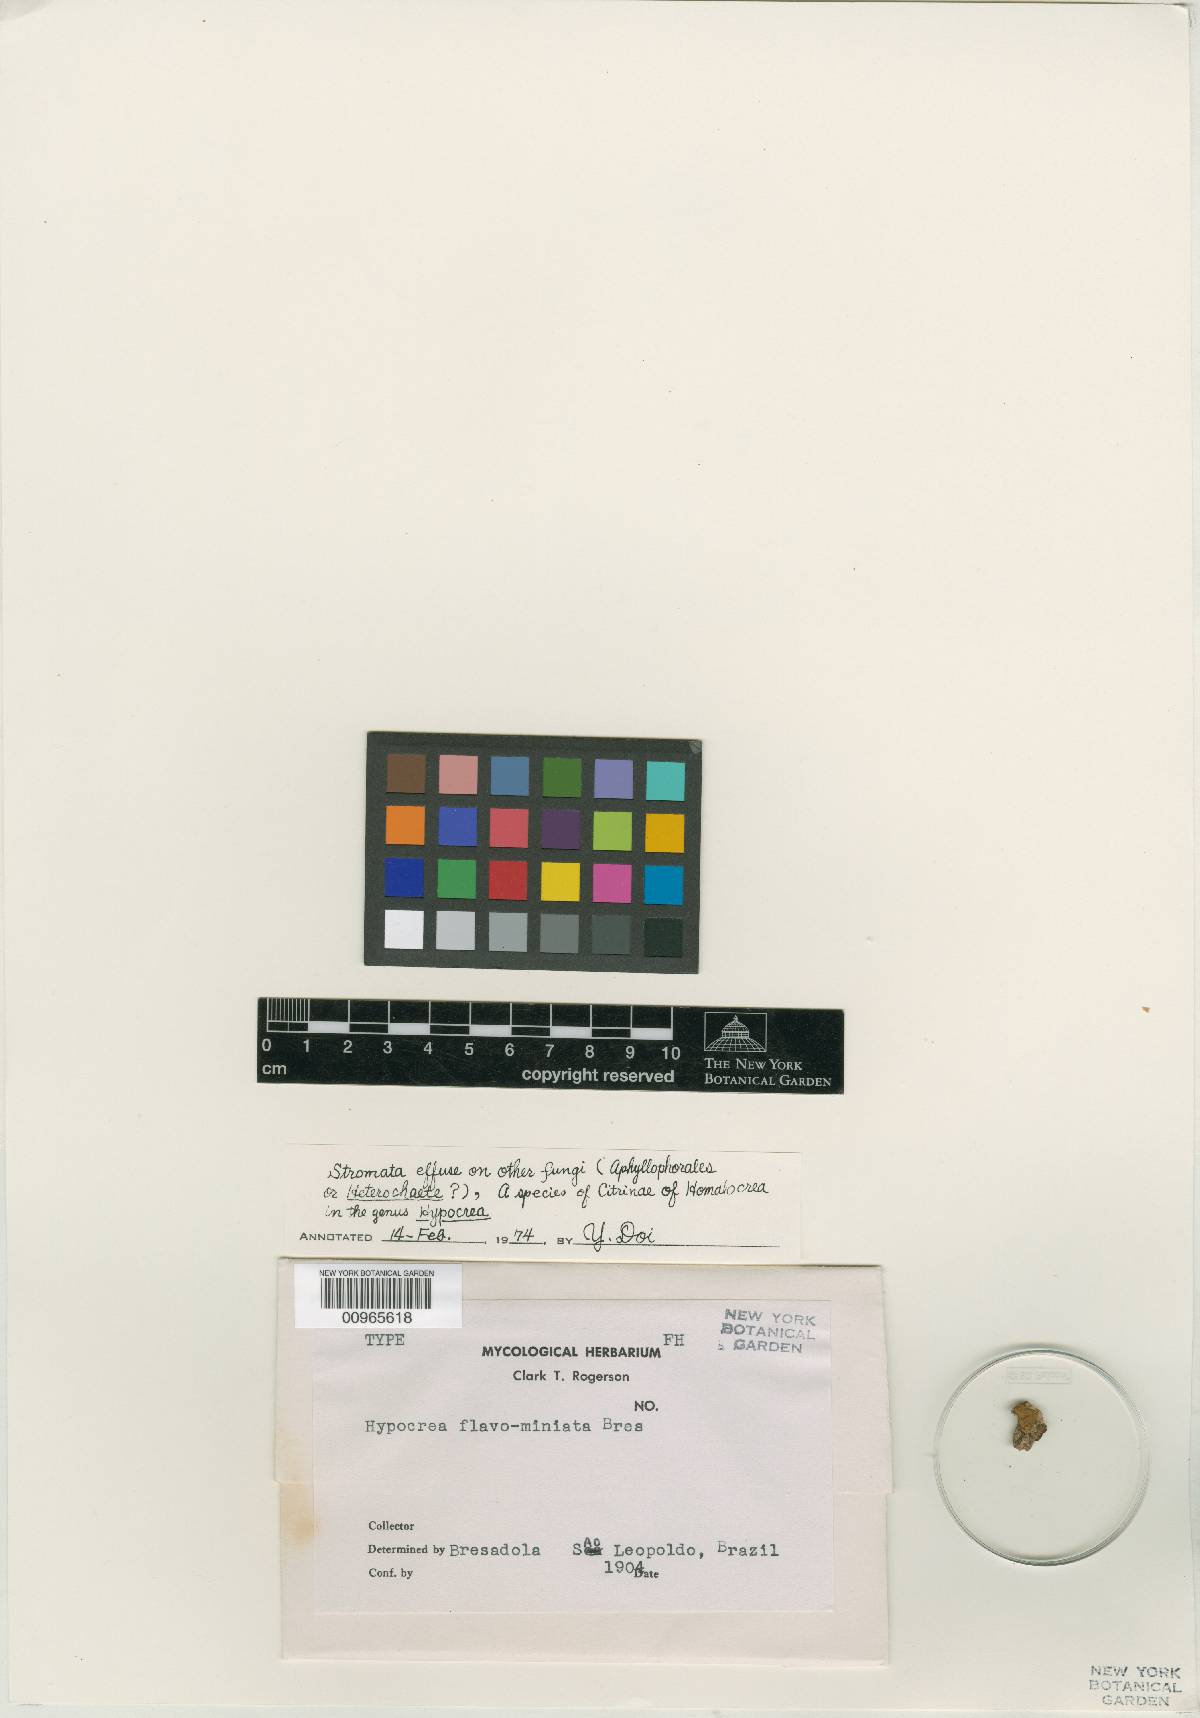 0 1 2 3 4 5 6 7 8 9 10
cm
copyright reserved
THE NEW YORK
BOTANICAL GARDEN
Stromata effuse on other fungi (Aphyllophorales
or Heterochaete ?), A species of Citrinae of Homalocrea
in the genus Hypocrea
ANNOTATED 14-Feb. 1974, BY Y. Doi
NEW YORK BOTANICAL GARDEN
00965618
TYPE
FH
NEW YORK
BOTANICAL
GARDEN
MYCOLOGICAL HERBARIUM
Clark T. Rogerson
NO.
Hypocrea flavo-miniata Bres
Collector
Determined by Bresadola SAo Leopoldo, Brazil
Conf. by
1904 Date
NEW YORK
BOTANICAL
GARDEN